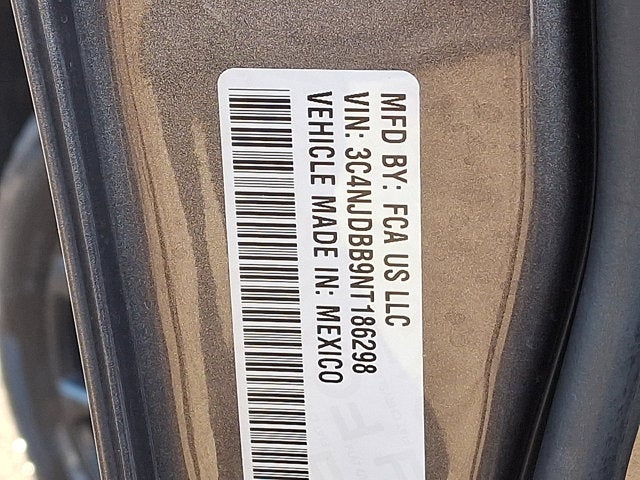 MFD BY: FCA US LLC
VIN: 3C4NJDBB9NT186298
VEHICLE MADE IN: MEXICO